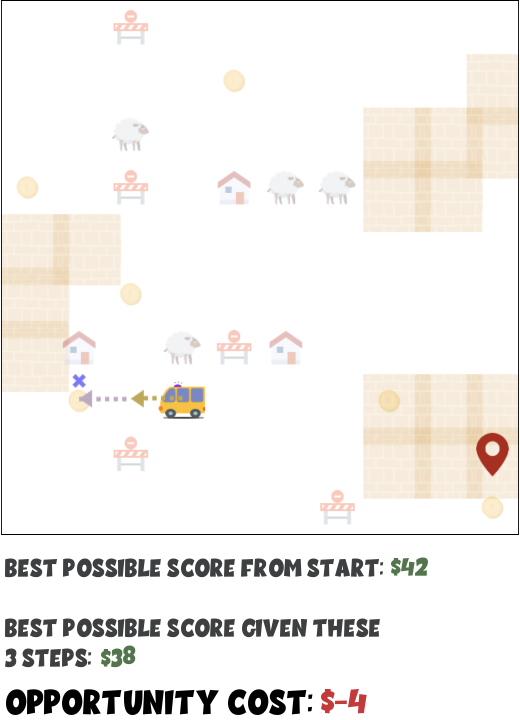 BEST POSSIBLE SCORE FROM START: $42
BEST POSSIBLE SCORE GIVEN THESE
3 STEPS: $38
OPPORTUNITY COST: $-4